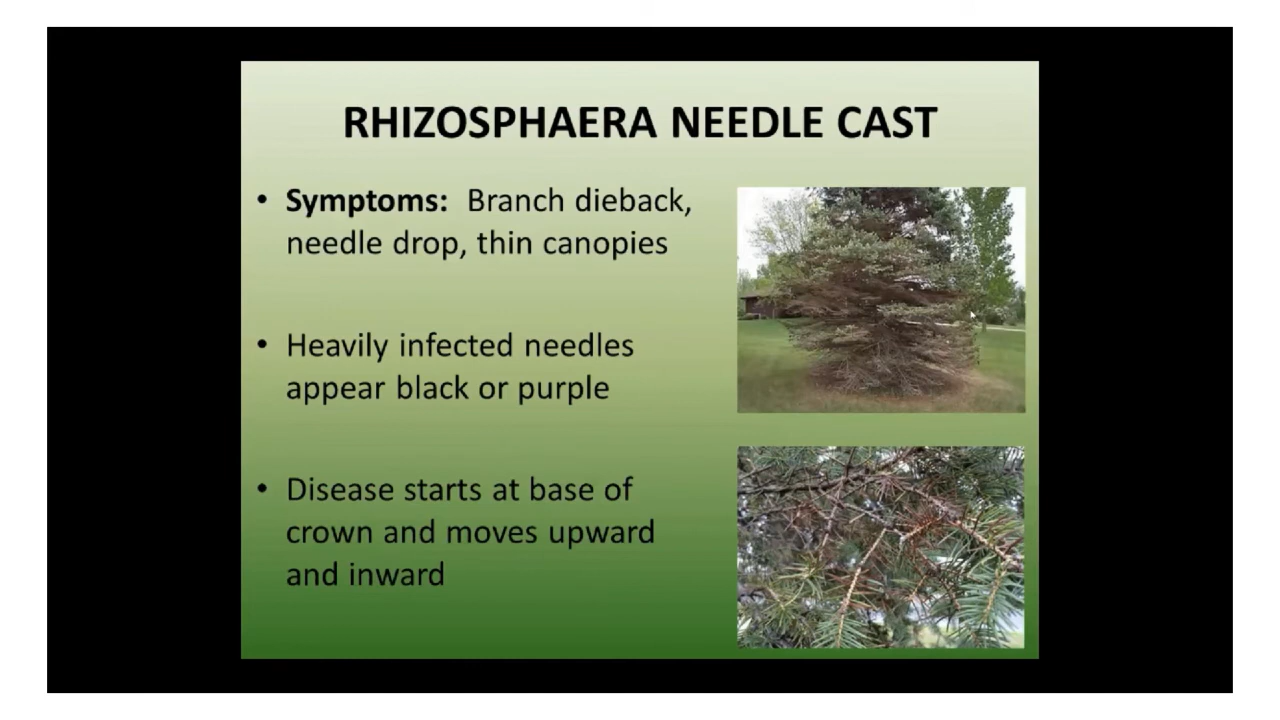 RHIZOSPHAERA NEEDLE CAST
• Symptoms: Branch dieback,
needle drop, thin canopies
• Heavily infected needles
appear black or purple
• Disease starts at base of
crown and moves upward
and inward